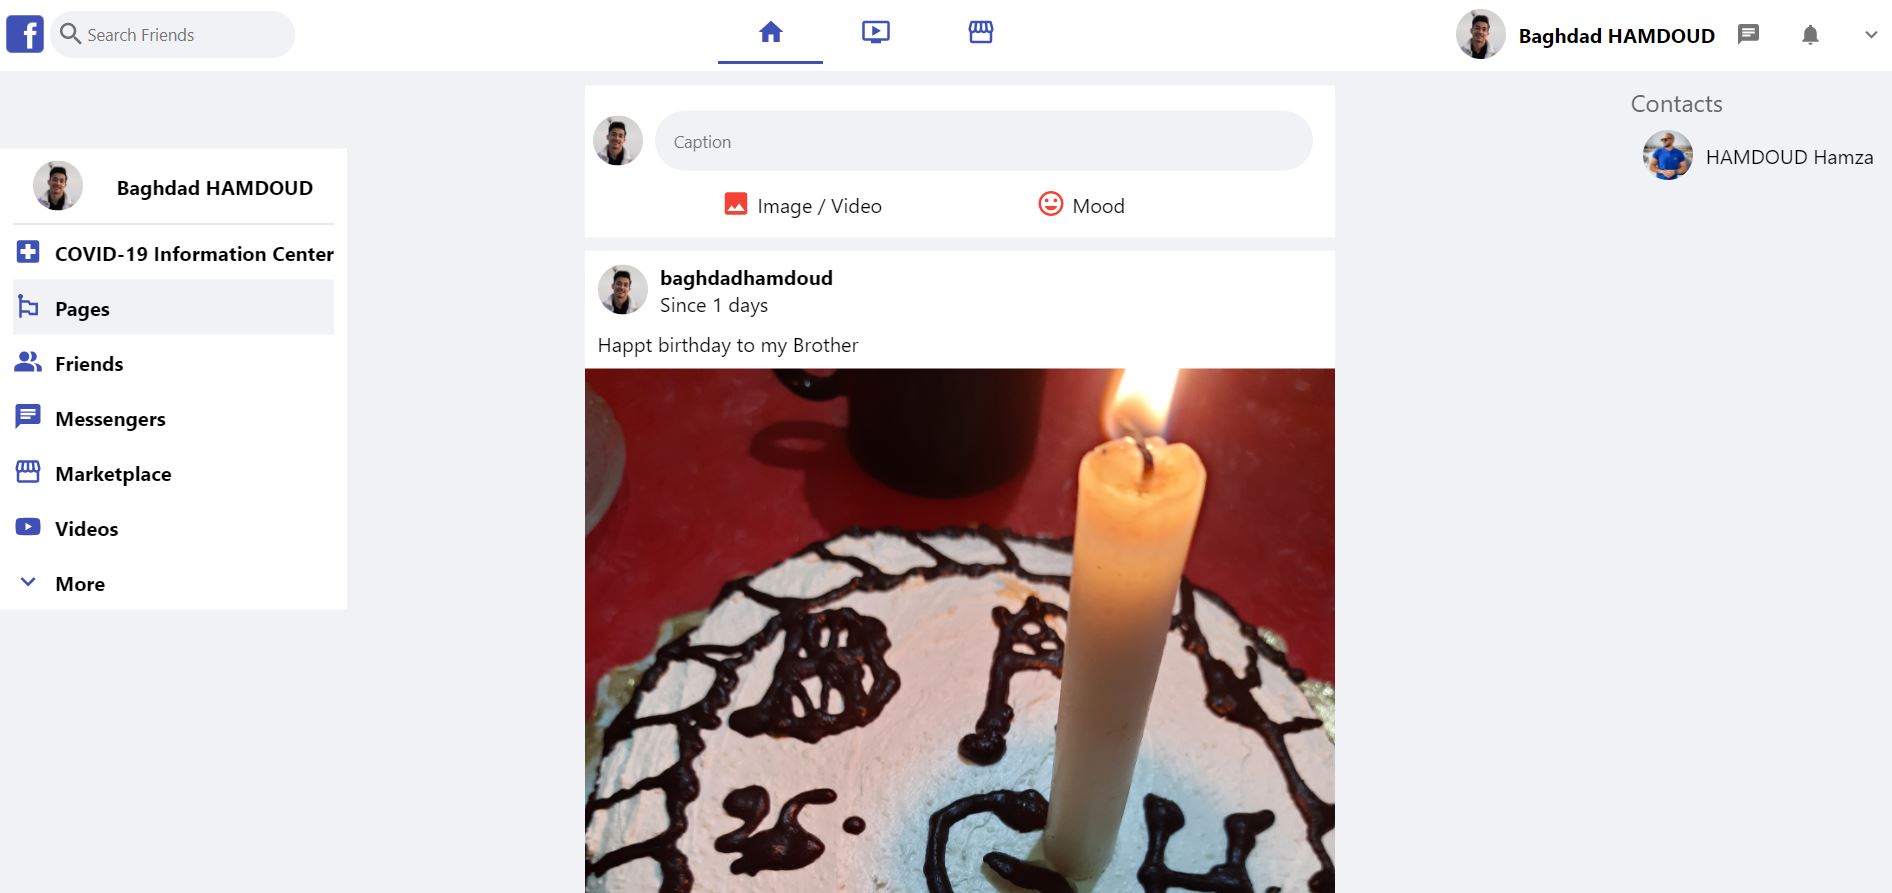 f
Search Friends
Baghdad HAMDOUD
Baghdad HAMDOUD
COVID-19 Information Center
Pages
Friends
Messengers
Marketplace
Videos
More
Caption
Image / Video
Mood
baghdadhamdoud
Since 1 days
Happt birthday to my Brother
Contacts
HAMDOUD Hamza